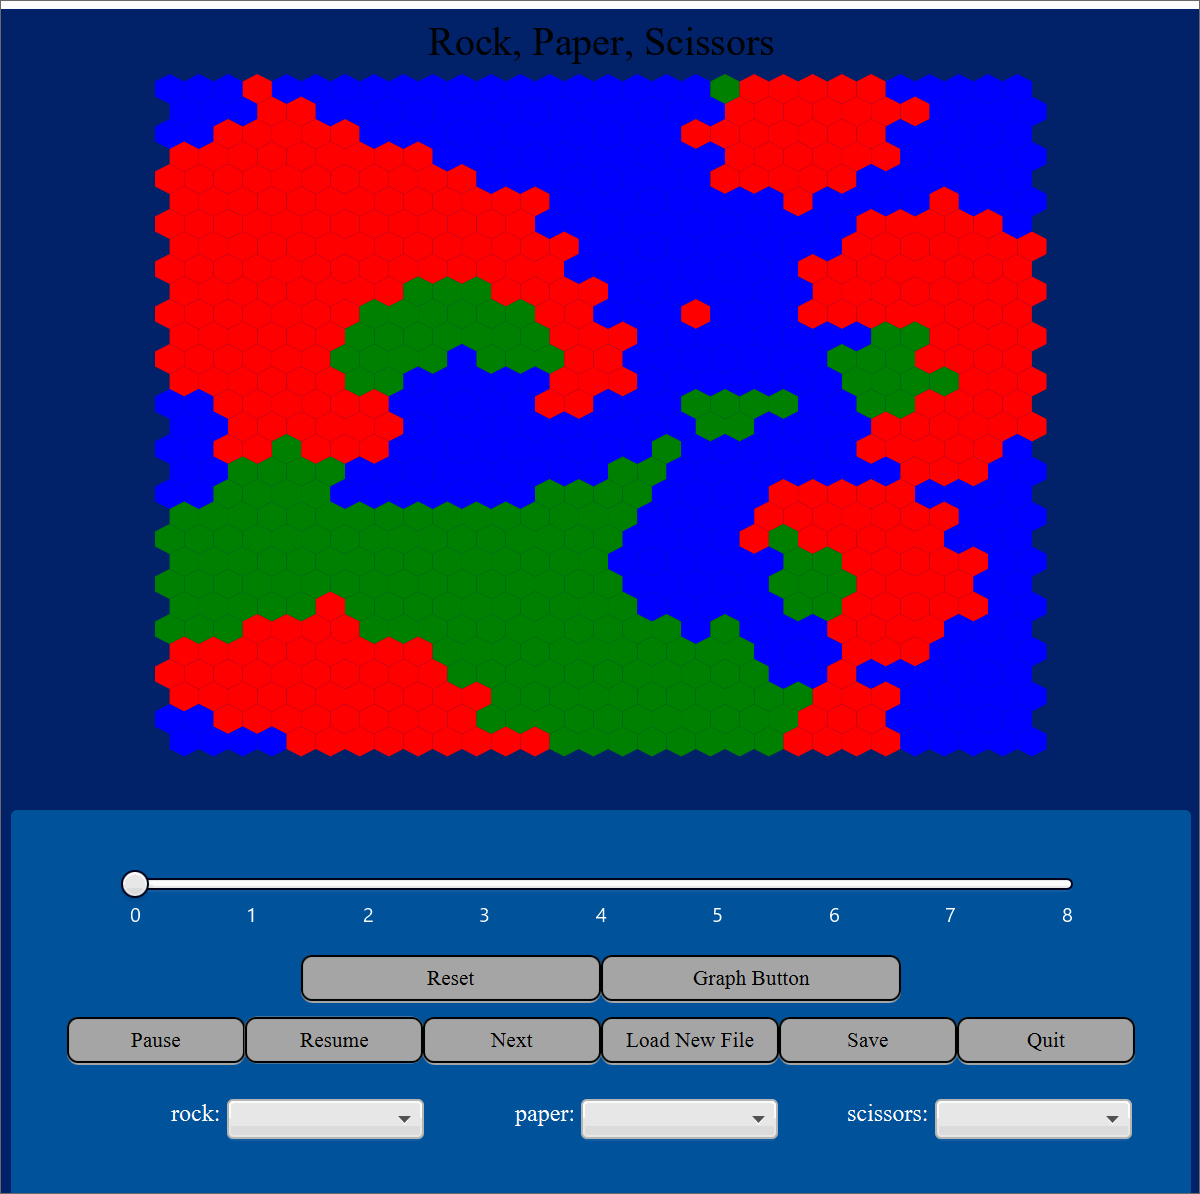 Rock, Paper, Scissors
0 1 2 3 4 5 6 7 8
Reset Graph Button
Pause Resume Next Load New File Save Quit
rock: paper: scissors: